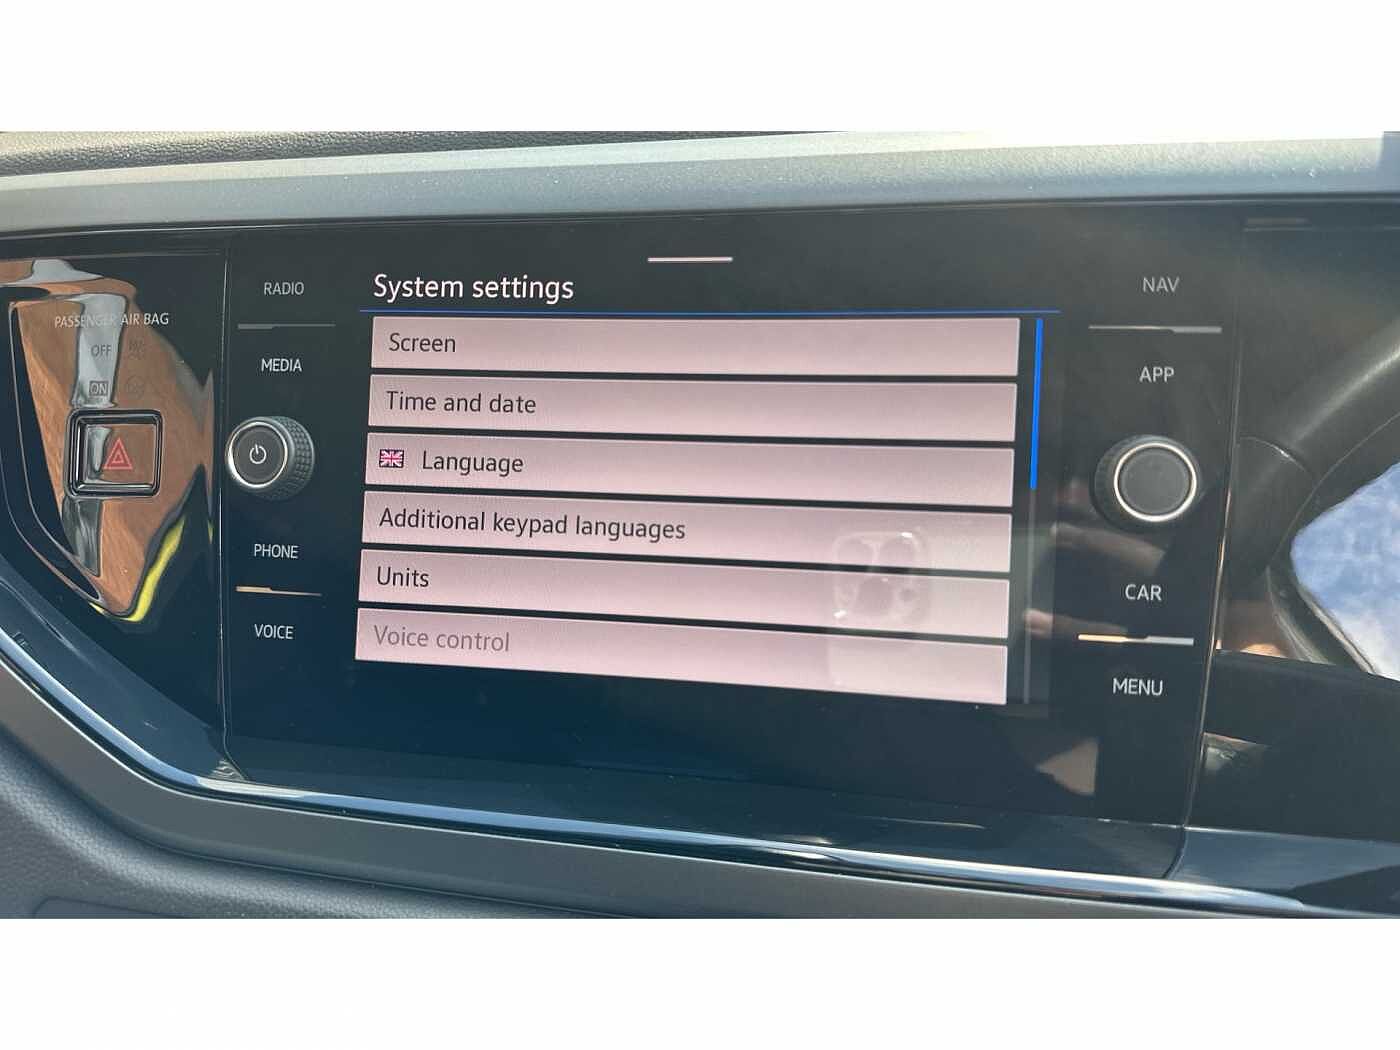 PASSENGER AIR BAG
OFF
ON
RADIO
MEDIA
PHONE
VOICE
System settings
Screen
Time and date
Language
Additional keypad languages
Units
Voice control
NAV
APP
CAR
MENU